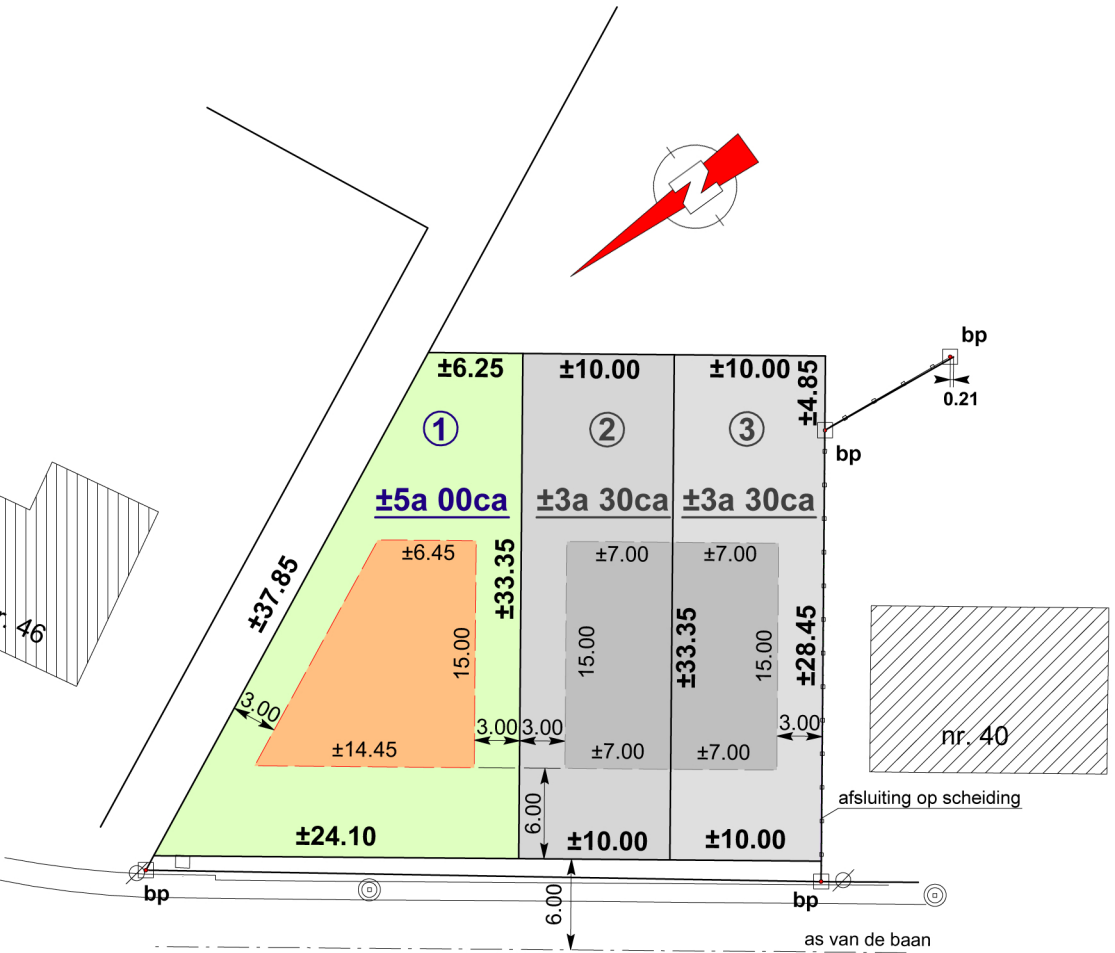 N
bp
0.21
±6.25
±10.00
±10.00
±4.85
1
2
3
bp
±5a 00ca
±3a 30ca
±3a 30ca
±6.45
±7.00
±7.00
±37.85
±33.35
15.00
15.00
±33.35
15.00
±28.45
46
3.00
3.00
3.00
3.00
±14.45
±7.00
±7.00
nr. 40
afsluiting op scheiding
6.00
±24.10
±10.00
±10.00
bp
6.00
bp
as van de baan